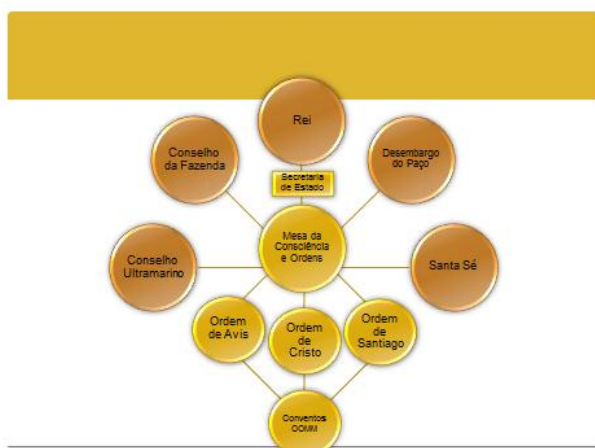 Rei
Conselho
da Fazenda
Desembargo
do Paço
Secretaria
de Estado
Mesa da
Consciência
e Ordens
Conselho
Ultramarino
Santa Sé
Ordem
de Avis
Ordem
de
Cristo
Ordem
de
Santiago
Conventos
OOMM